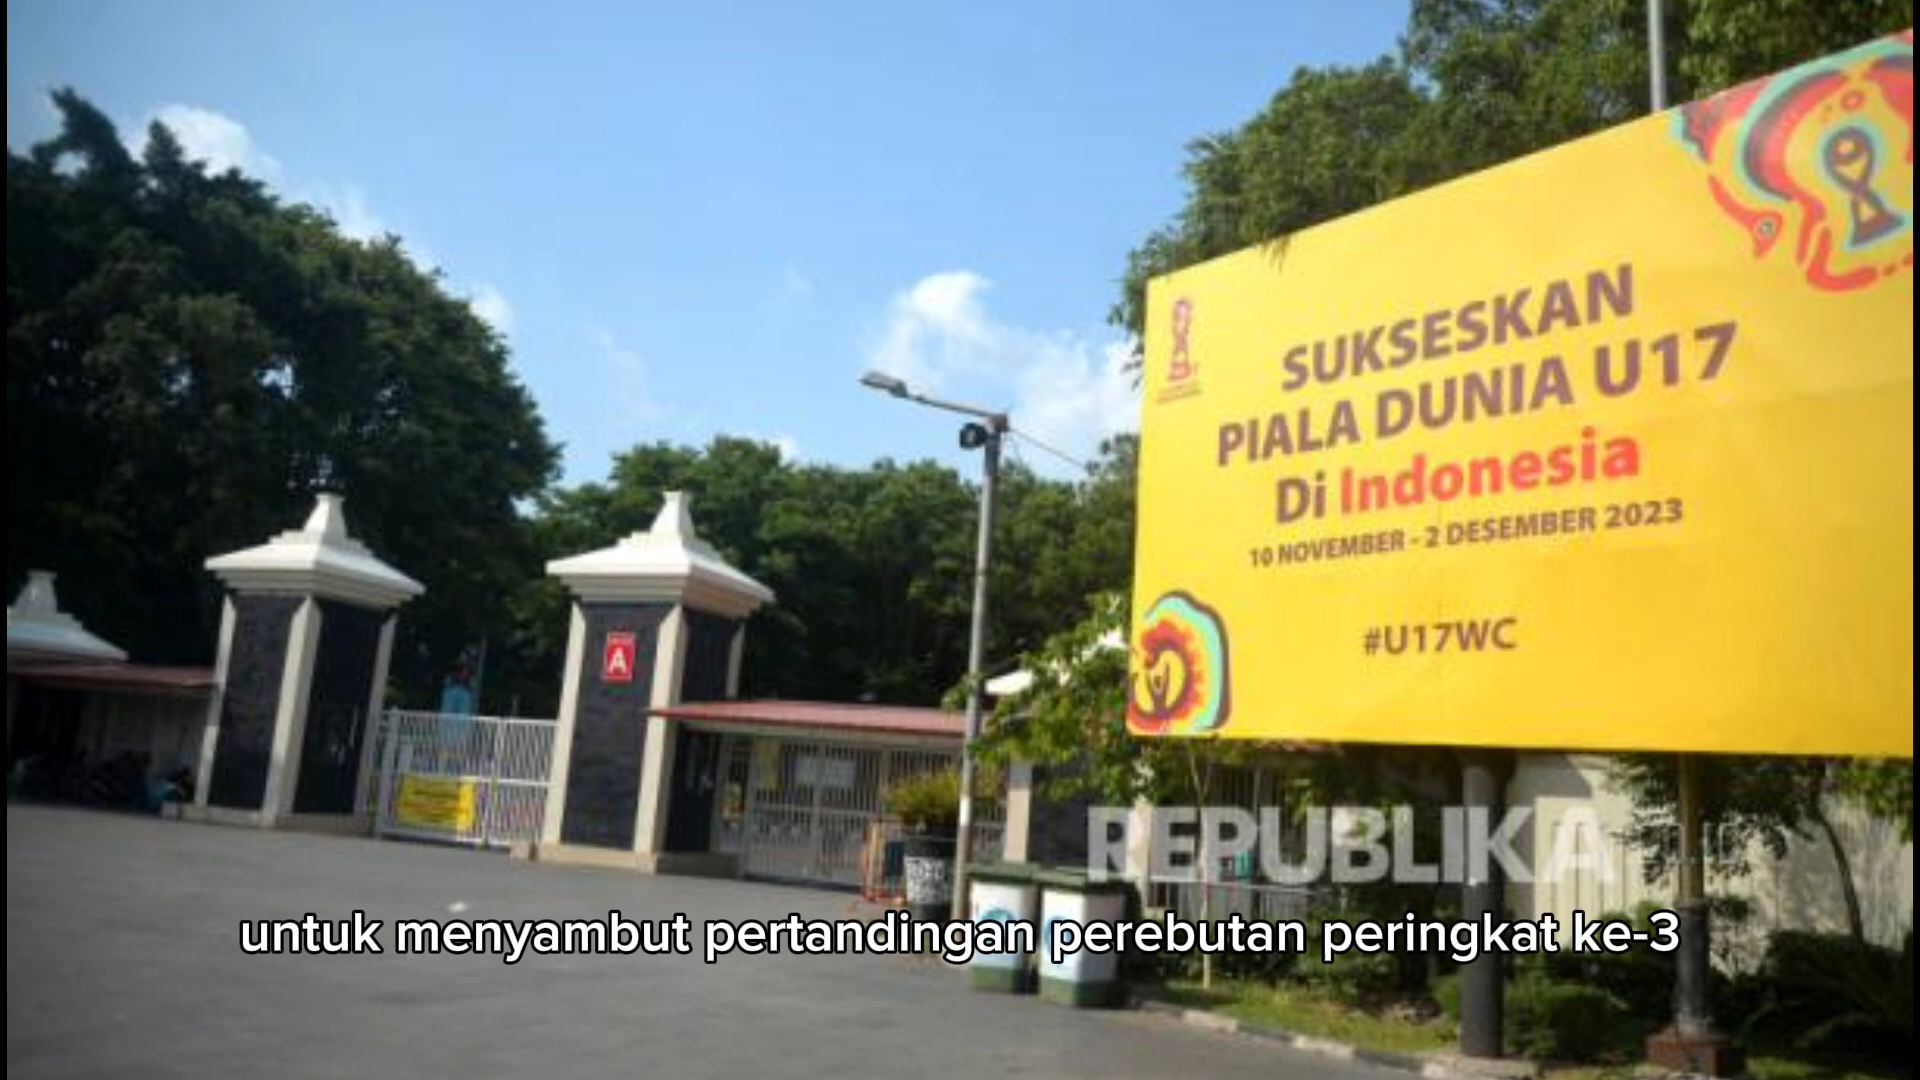 SUKSESKAN
PIALA DUNIA U17
Di Indonesia
10 NOVEMBER - 2 DESEMBER 2023
#U17WC
A
REPUBLIKA
untuk menyambut pertandingan perebutan peringkat ke-3